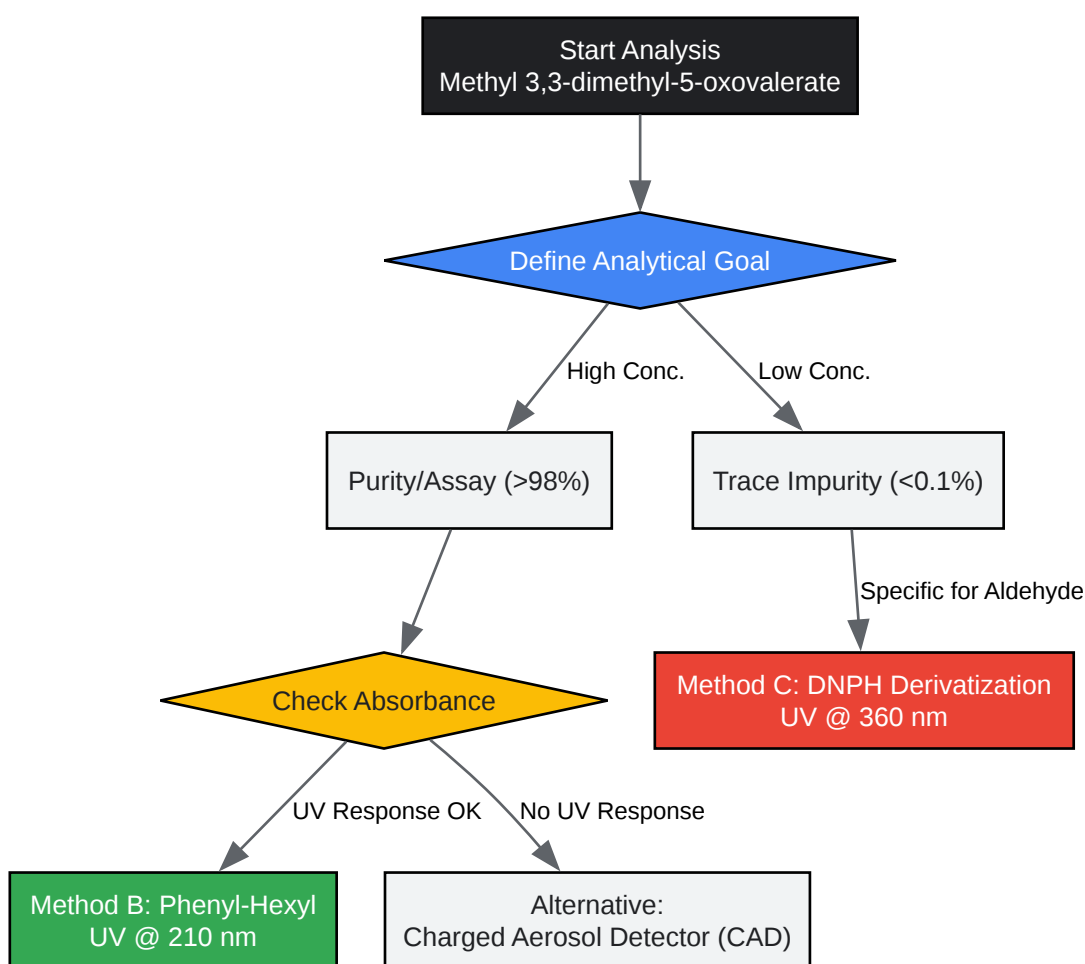 Start Analysis
Methyl 3,3-dimethyl-5-oxovalerate
Define Analytical Goal
High Conc.
Low Conc.
Purity/Assay (>98%)
Trace Impurity (<0.1%)
Specific for Aldehyde
Check Absorbance
Method C: DNPH Derivatization
UV @ 360 nm
UV Response OK
No UV Response
Method B: Phenyl-Hexyl
UV @ 210 nm
Alternative:
Charged Aerosol Detector (CAD)